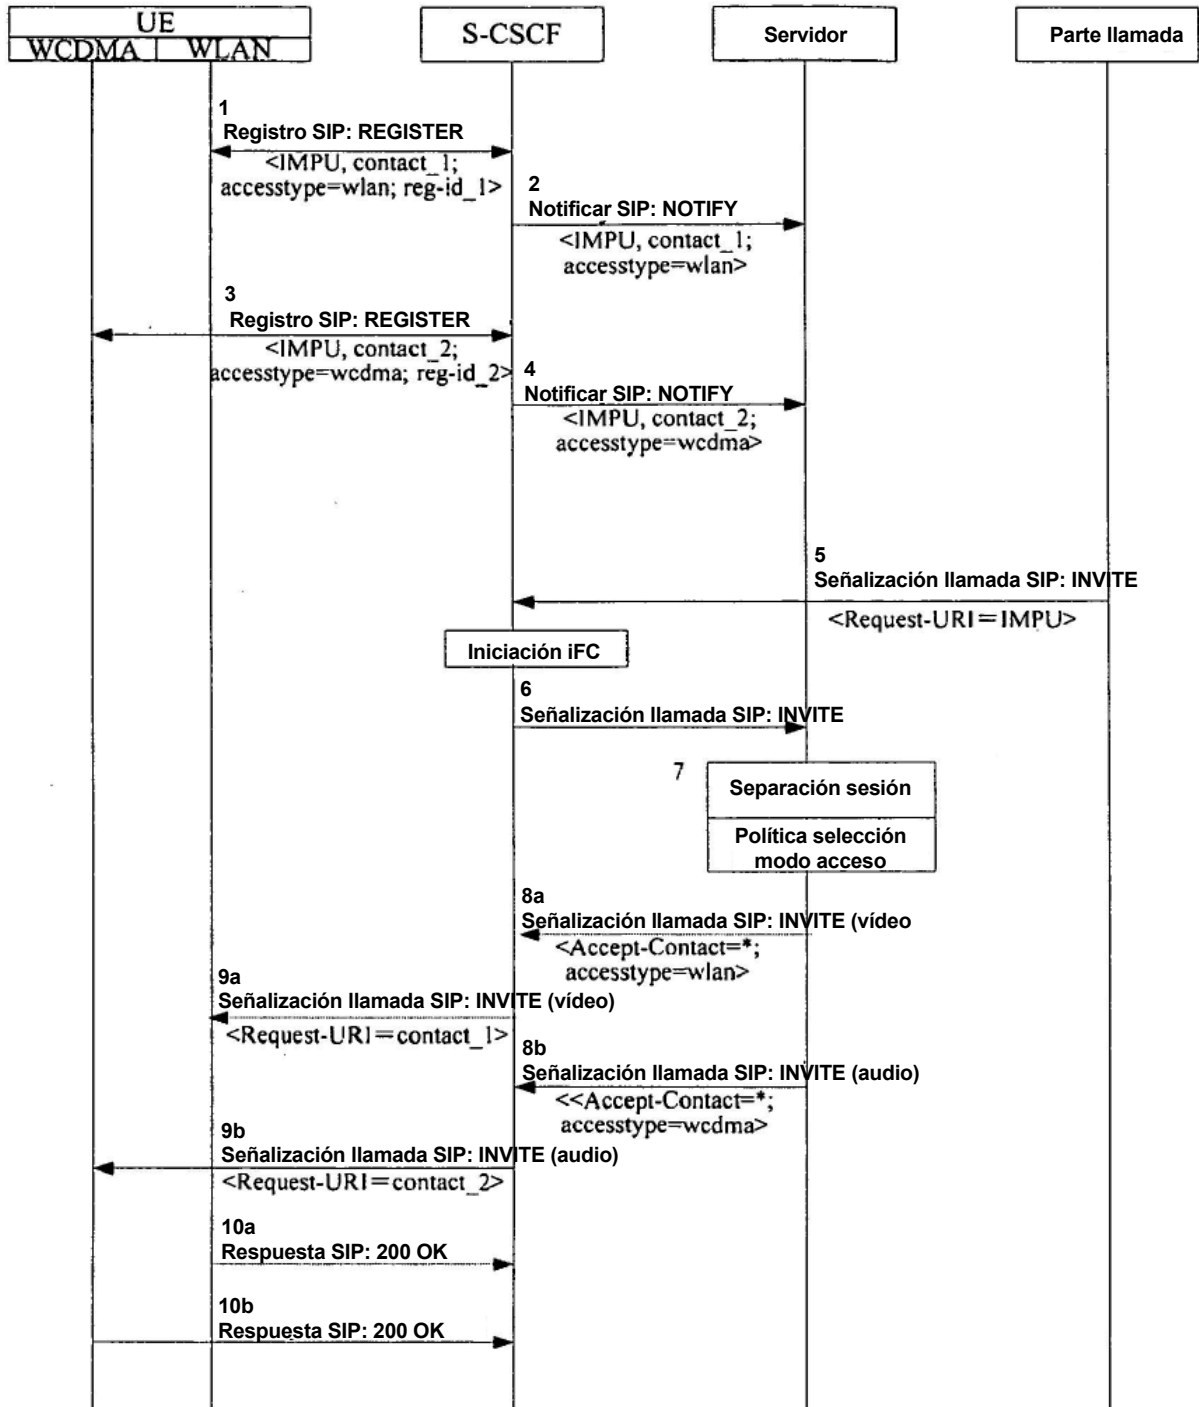 UE
WCDMA WLAN
S-CSCF
Servidor
Parte llamada
1
Registro SIP: REGISTER
<IMPU, contact_1;
accesstype=wlan; reg-id_1>
2
Notificar SIP: NOTIFY
<IMPU, contact_1;
accesstype=wlan>
3
Registro SIP: REGISTER
<IMPU, contact_2;
accesstype=wcdma; reg-id_2>
4
Notificar SIP: NOTIFY
<IMPU, contact_2;
accesstype=wcdma>
5
Señalización llamada SIP: INVITE
<Request-URI=IMPU>
Iniciación iFC
6
Señalización llamada SIP: INVITE
7
Separación sesión
Política selección
modo acceso
8a
Señalización llamada SIP: INVITE (vídeo
<Accept-Contact=*;
accesstype=wlan>
9a
Señalización llamada SIP: INVITE (vídeo)
<Request-URI=contact_1>
8b
Señalización llamada SIP: INVITE (audio)
<<Accept-Contact=*;
accesstype=wcdma>
9b
Señalización llamada SIP: INVITE (audio)
<Request-URI=contact_2>
10a
Respuesta SIP: 200 OK
10b
Respuesta SIP: 200 OK